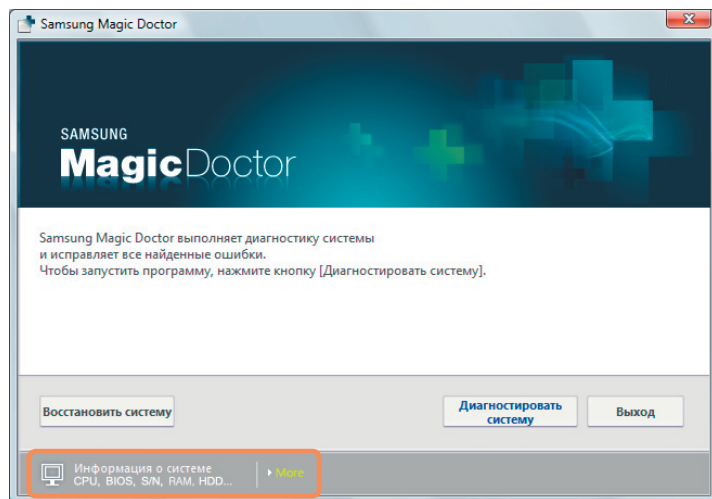 Samsung Magic Doctor
SAMSUNG
MagicDoctor
Samsung Magic Doctor выполняет диагностику системы
и исправляет все найденные ошибки.
Чтобы запустить программу, нажмите кнопку [Диагностировать систему].
Восстановить систему
Диагностировать
систему
Выход
Информация о системе
CPU, BIOS, S/N, RAM, HDD...
More